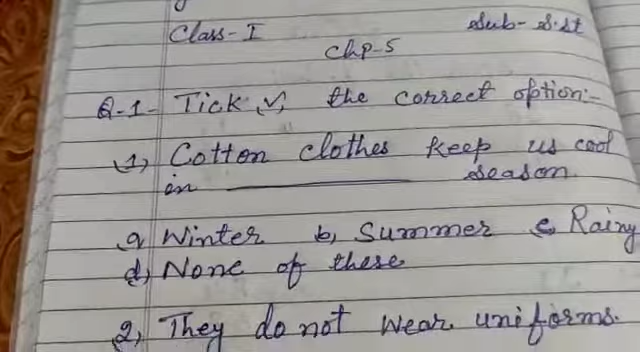 Class-I Sub- S.st
Chp-5
Q-1- Tick ✓, the correct option:-
1, Cotton clothes keep us cool
in ________ season.
a, Winter b, Summer c, Rainy
d, None of these
2, They do not wear uniforms.